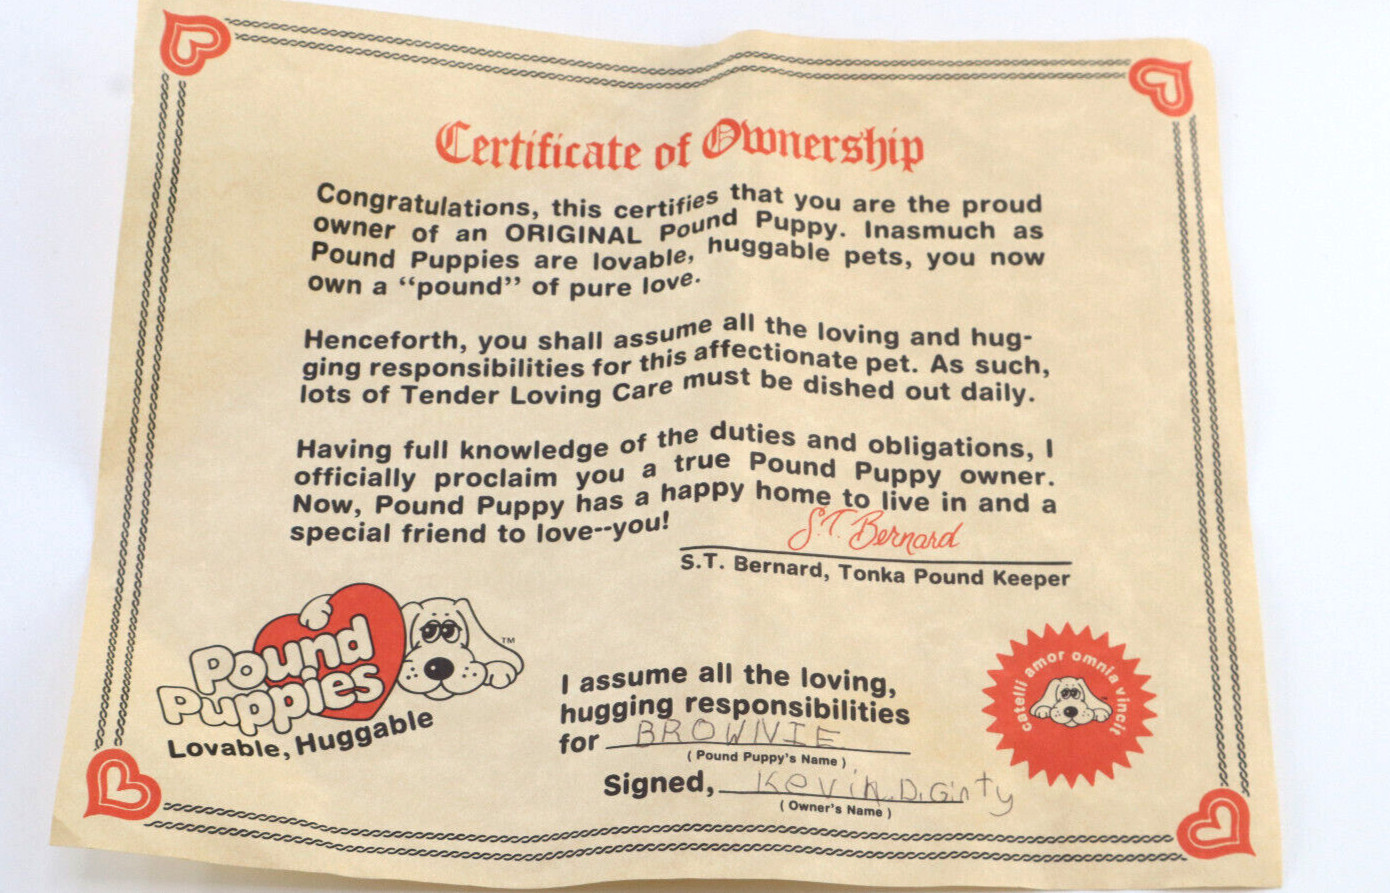 Certificate of Ownership
Congratulations, this certifies that you are the proud
owner of an ORIGINAL Pound Puppy. Inasmuch as
Pound Puppies are lovable, huggable pets, you now
own a “pound” of pure love.
Henceforth, you shall assume all the loving and hug-
ging responsibilities for this affectionate pet. As such,
lots of Tender Loving Care must be dished out daily.
Having full knowledge of the duties and obligations, I
officially proclaim you a true Pound Puppy owner.
Now, Pound Puppy has a happy home to live in and a
special friend to love--you!
S.T. Bernard
S.T. Bernard, Tonka Pound Keeper
Pound
Puppies
TM
Lovable, Huggable
I assume all the loving,
hugging responsibilities
for BROWNIE
(Pound Puppy's Name)
Signed, Kevin.D.Ginty
(Owner's Name)
catelli amor omnia vincit